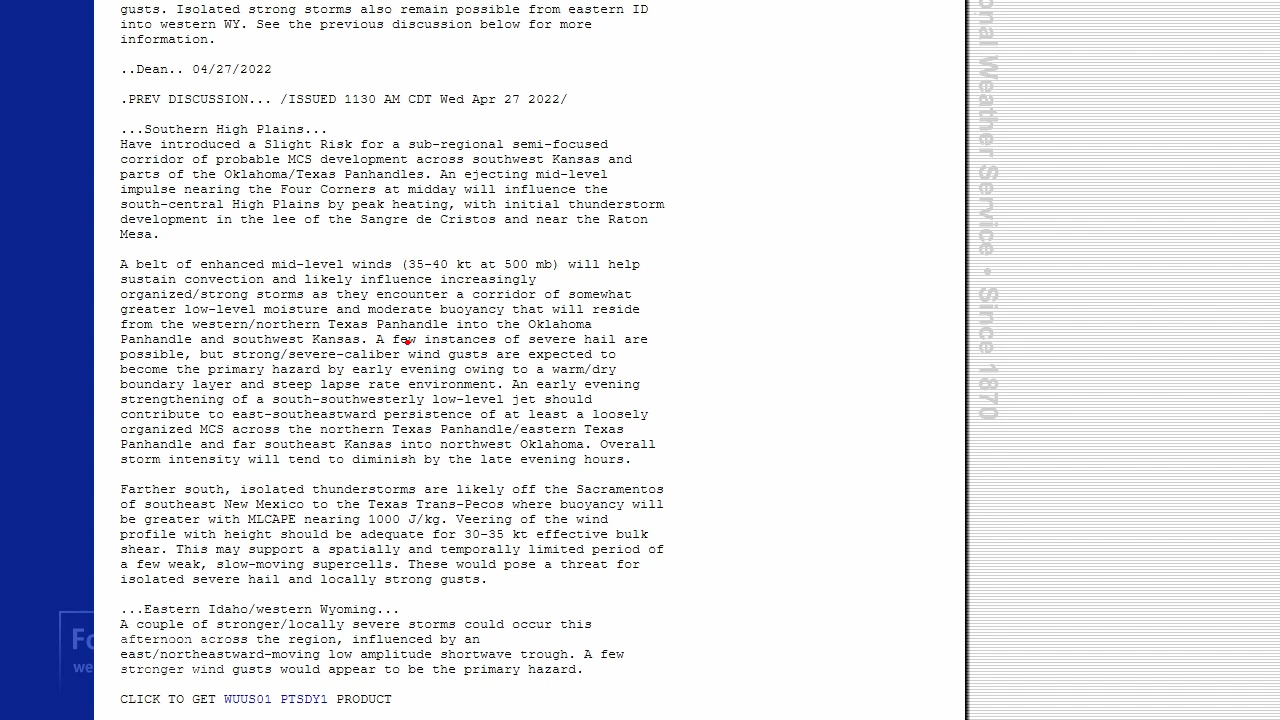 gusts. Isolated strong storms also remain possible from eastern ID
into western WY. See the previous discussion below for more
information.
..Dean.. 04/27/2022
.PREV DISCUSSION... /ISSUED 1130 AM CDT Wed Apr 27 2022/
...Southern High Plains...
Have introduced a Slight Risk for a sub-regional semi-focused
corridor of probable MCS development across southwest Kansas and
parts of the Oklahoma/Texas Panhandles. An ejecting mid-level
impulse nearing the Four Corners at midday will influence the
south-central High Plains by peak heating, with initial thunderstorm
development in the lee of the Sangre de Cristos and near the Raton
Mesa.
A belt of enhanced mid-level winds (35-40 kt at 500 mb) will help
sustain convection and likely influence increasingly
organized/strong storms as they encounter a corridor of somewhat
greater low-level moisture and moderate buoyancy that will reside
from the western/northern Texas Panhandle into the Oklahoma
Panhandle and southwest Kansas. A few instances of severe hail are
possible, but strong/severe-caliber wind gusts are expected to
become the primary hazard by early evening owing to a warm/dry
boundary layer and steep lapse rate environment. An early evening
strengthening of a south-southwesterly low-level jet should
contribute to east-southeastward persistence of at least a loosely
organized MCS across the northern Texas Panhandle/eastern Texas
Panhandle and far southeast Kansas into northwest Oklahoma. Overall
storm intensity will tend to diminish by the late evening hours.
Farther south, isolated thunderstorms are likely off the Sacramentos
of southeast New Mexico to the Texas Trans-Pecos where buoyancy will
be greater with MLCAPE nearing 1000 J/kg. Veering of the wind
profile with height should be adequate for 30-35 kt effective bulk
shear. This may support a spatially and temporally limited period of
a few weak, slow-moving supercells. These would pose a threat for
isolated severe hail and locally strong gusts.
...Eastern Idaho/western Wyoming...
A couple of stronger/locally severe storms could occur this
afternoon across the region, influenced by an
east/northeastward-moving low amplitude shortwave trough. A few
stronger wind gusts would appear to be the primary hazard.
CLICK TO GET WUUS01 PTSDY1 PRODUCT
Weather Service • Since 1870